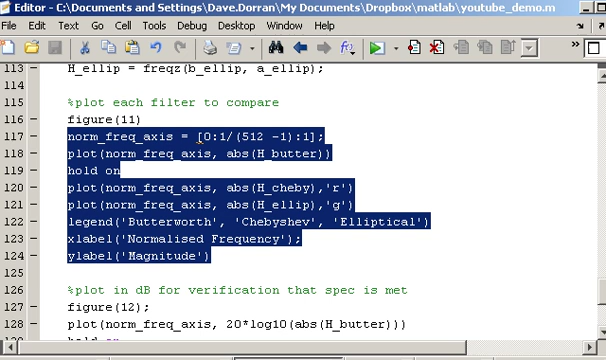 Editor - C:\Documents and Settings\Dave.Dorran\My Documents\Dropbox\matlab\youtube_demo.m
File Edit Text Go Cell Tools Debug Desktop Window Help
113 - H_ellip = freqz(b_ellip, a_ellip);
114
115 %plot each filter to compare
116 - figure(11)
117 - norm_freq_axis = [0:1/(512 -1):1];
118 - plot(norm_freq_axis, abs(H_butter))
119 - hold on
120 - plot(norm_freq_axis, abs(H_cheby),'r')
121 - plot(norm_freq_axis, abs(H_ellip),'g')
122 - legend('Butterworth', 'Chebyshev', 'Elliptical')
123 - xlabel('Normalised Frequency');
124 - ylabel('Magnitude')
125
126 %plot in dB for verification that spec is met
127 - figure(12);
128 - plot(norm_freq_axis, 20*log10(abs(H_butter)))
129 - hold on